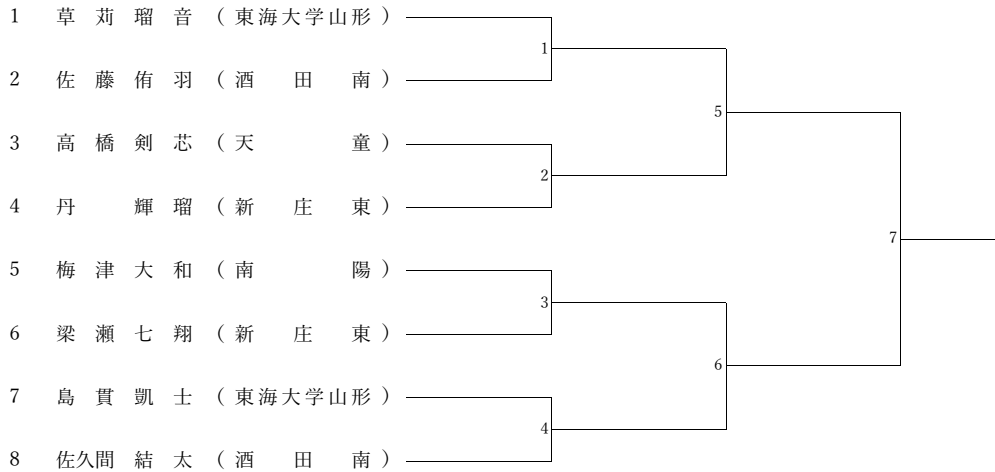 1 草苅瑠音（東海大学山形）
1
2 佐藤侑羽（酒田南）
5
3 高橋剣芯（天童）
2
4 丹輝瑠（新庄東）
7
5 梅津大和（南陽）
3
6 梁瀬七翔（新庄東）
6
7 島貫凱士（東海大学山形）
4
8 佐久間結太（酒田南）